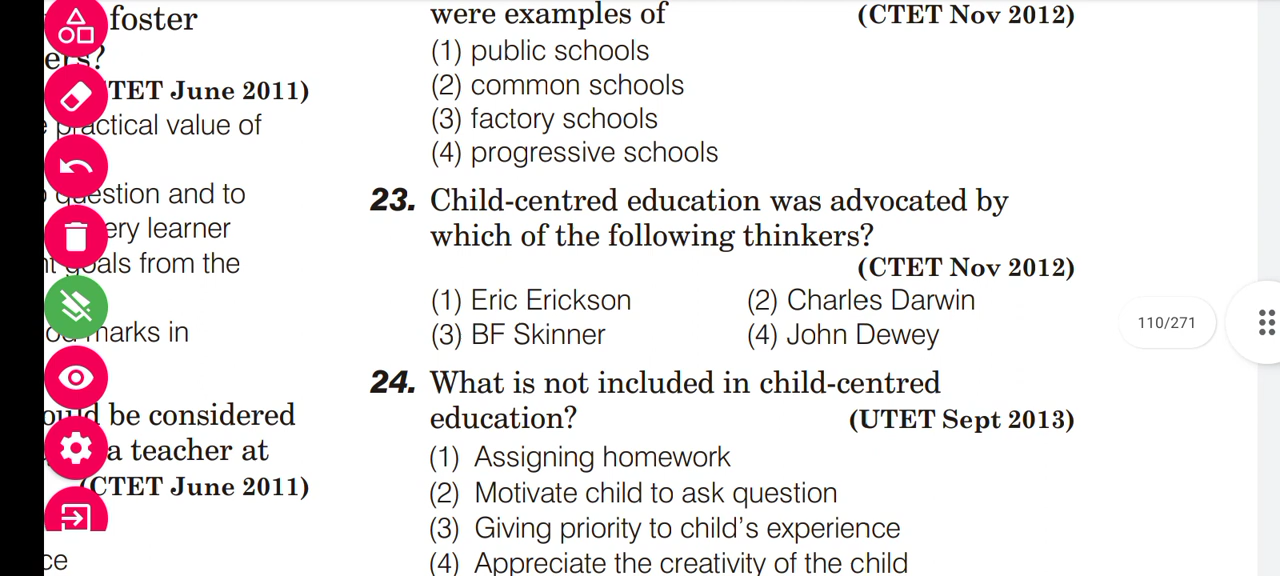 foster
ers?
TET June 2011)
practical value of
question and to
ery learner
goals from the
marks in
ould be considered
a teacher at
(CTET June 2011)
ce
were examples of (CTET Nov 2012)
(1) public schools
(2) common schools
(3) factory schools
(4) progressive schools
23. Child-centred education was advocated by
which of the following thinkers?
(CTET Nov 2012)
(1) Eric Erickson (2) Charles Darwin
(3) BF Skinner (4) John Dewey
24. What is not included in child-centred
education? (UTET Sept 2013)
(1) Assigning homework
(2) Motivate child to ask question
(3) Giving priority to child's experience
(4) Appreciate the creativity of the child
110/271